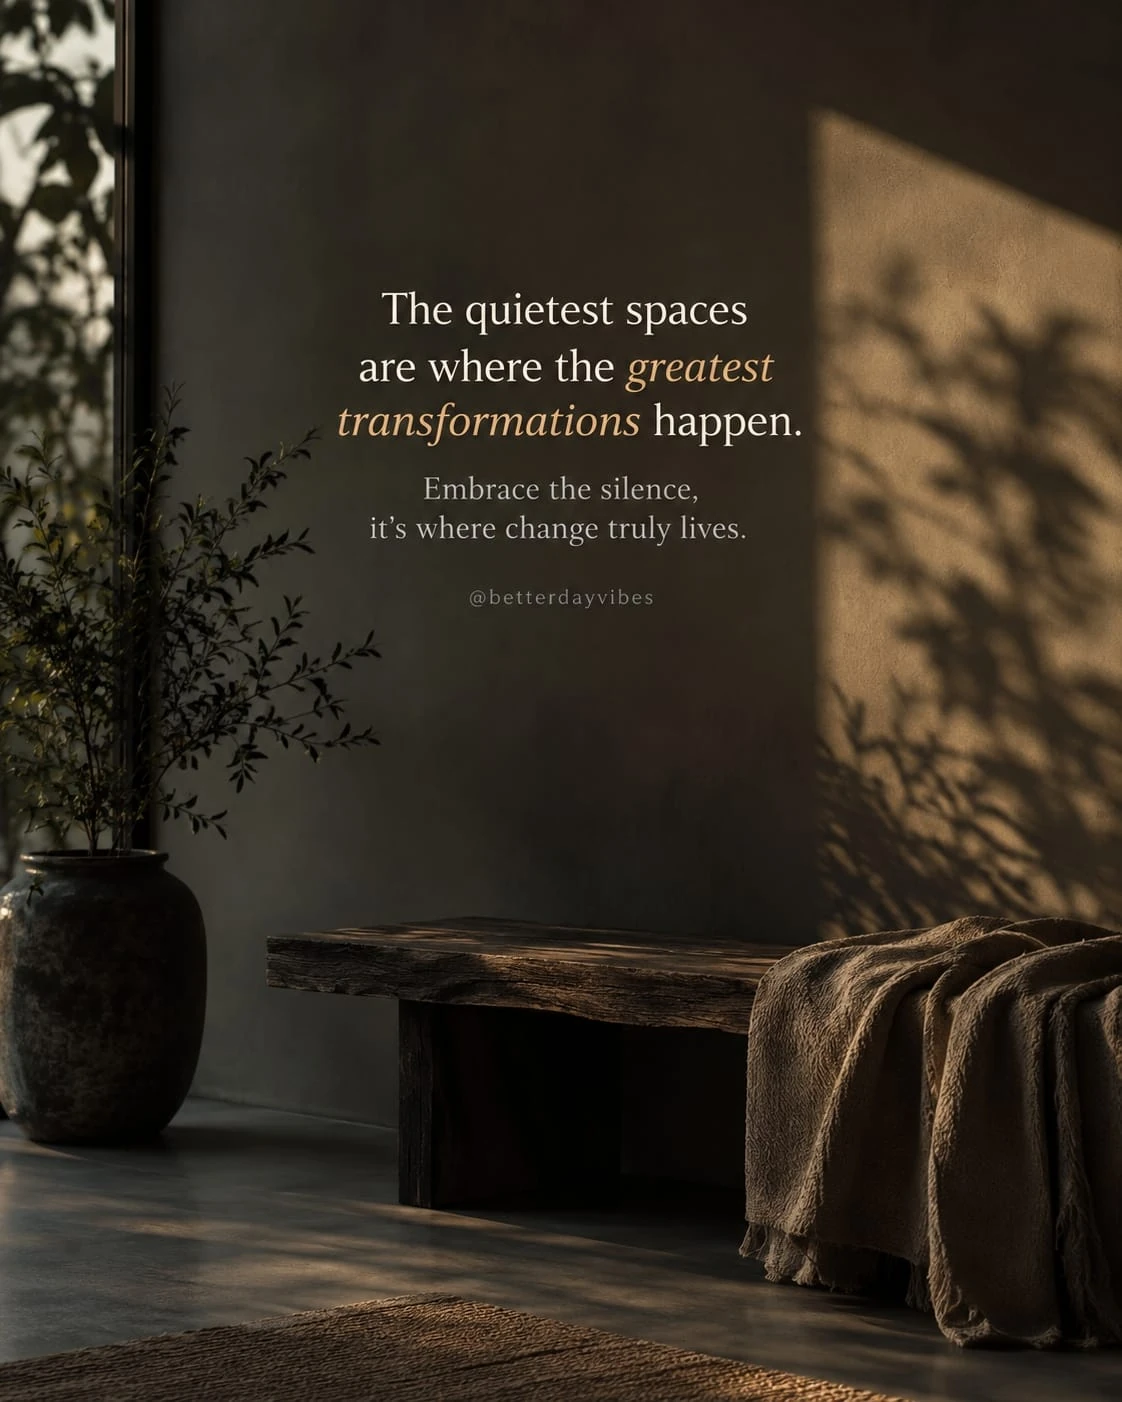 The quietest spaces
are where the greatest
transformations happen.
Embrace the silence,
it’s where change truly lives.
@betterdayvibes